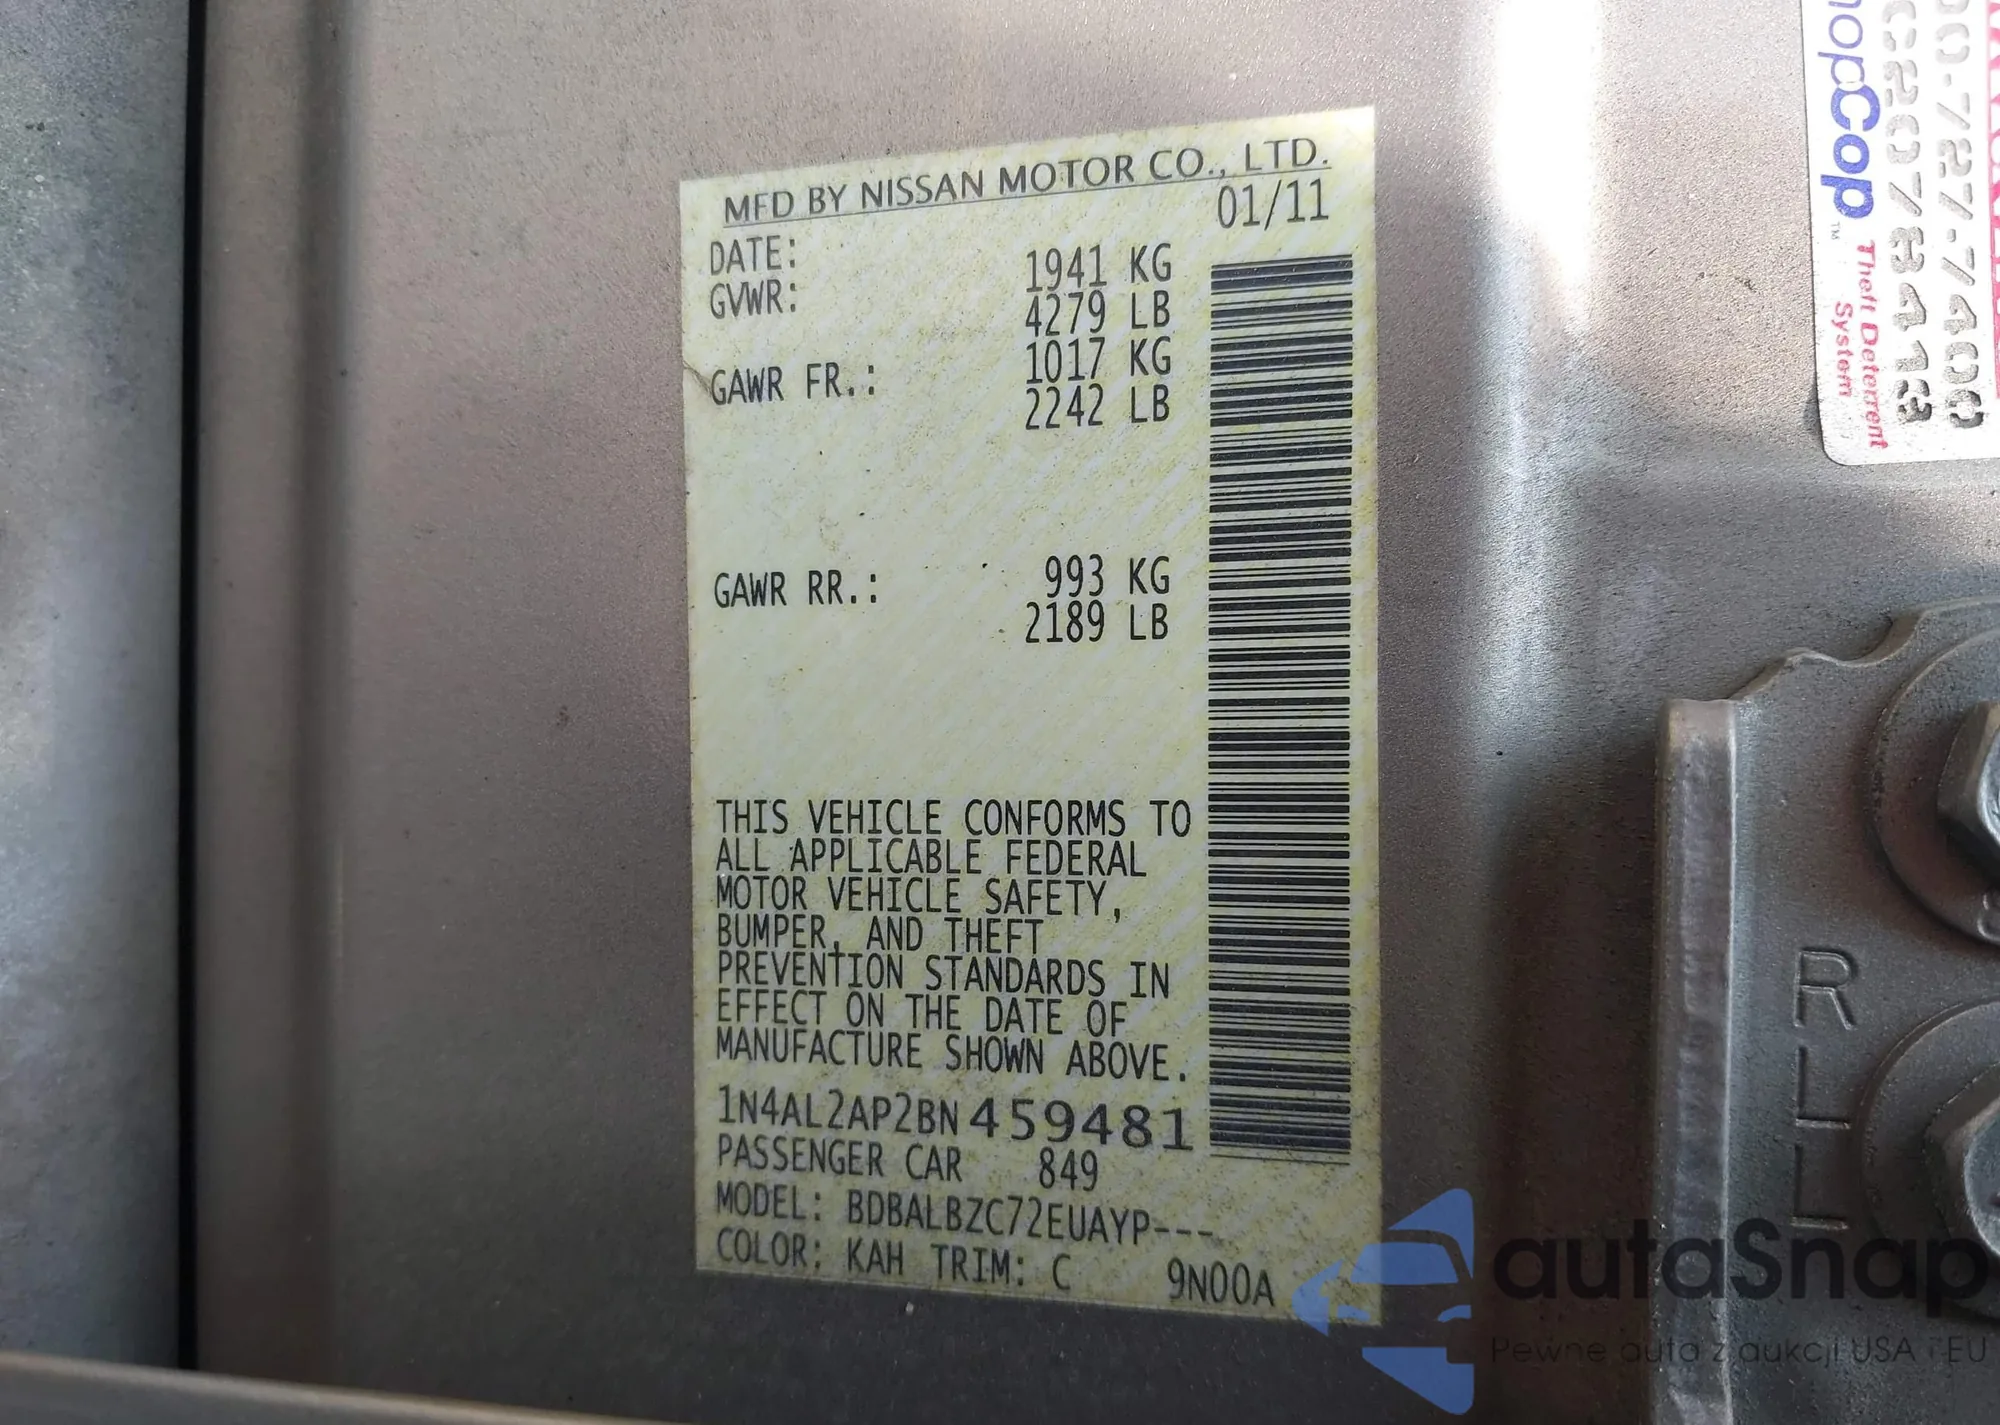 MFD BY NISSAN MOTOR CO., LTD.
DATE: 01/11
GVWR: 1941 KG
4279 LB
GAWR FR.: 1017 KG
2242 LB
GAWR RR.: 993 KG
2189 LB
THIS VEHICLE CONFORMS TO
ALL APPLICABLE FEDERAL
MOTOR VEHICLE SAFETY,
BUMPER, AND THEFT
PREVENTION STANDARDS IN
EFFECT ON THE DATE OF
MANUFACTURE SHOWN ABOVE.
1N4AL2AP2BN459481
PASSENGER CAR 849
MODEL: BDBALBZC72EUAYP---
COLOR: KAH TRIM: C 9N00A
Cop™
Theft Deterrent
System
autaSnap
Pewne auta z aukcji USA i EU